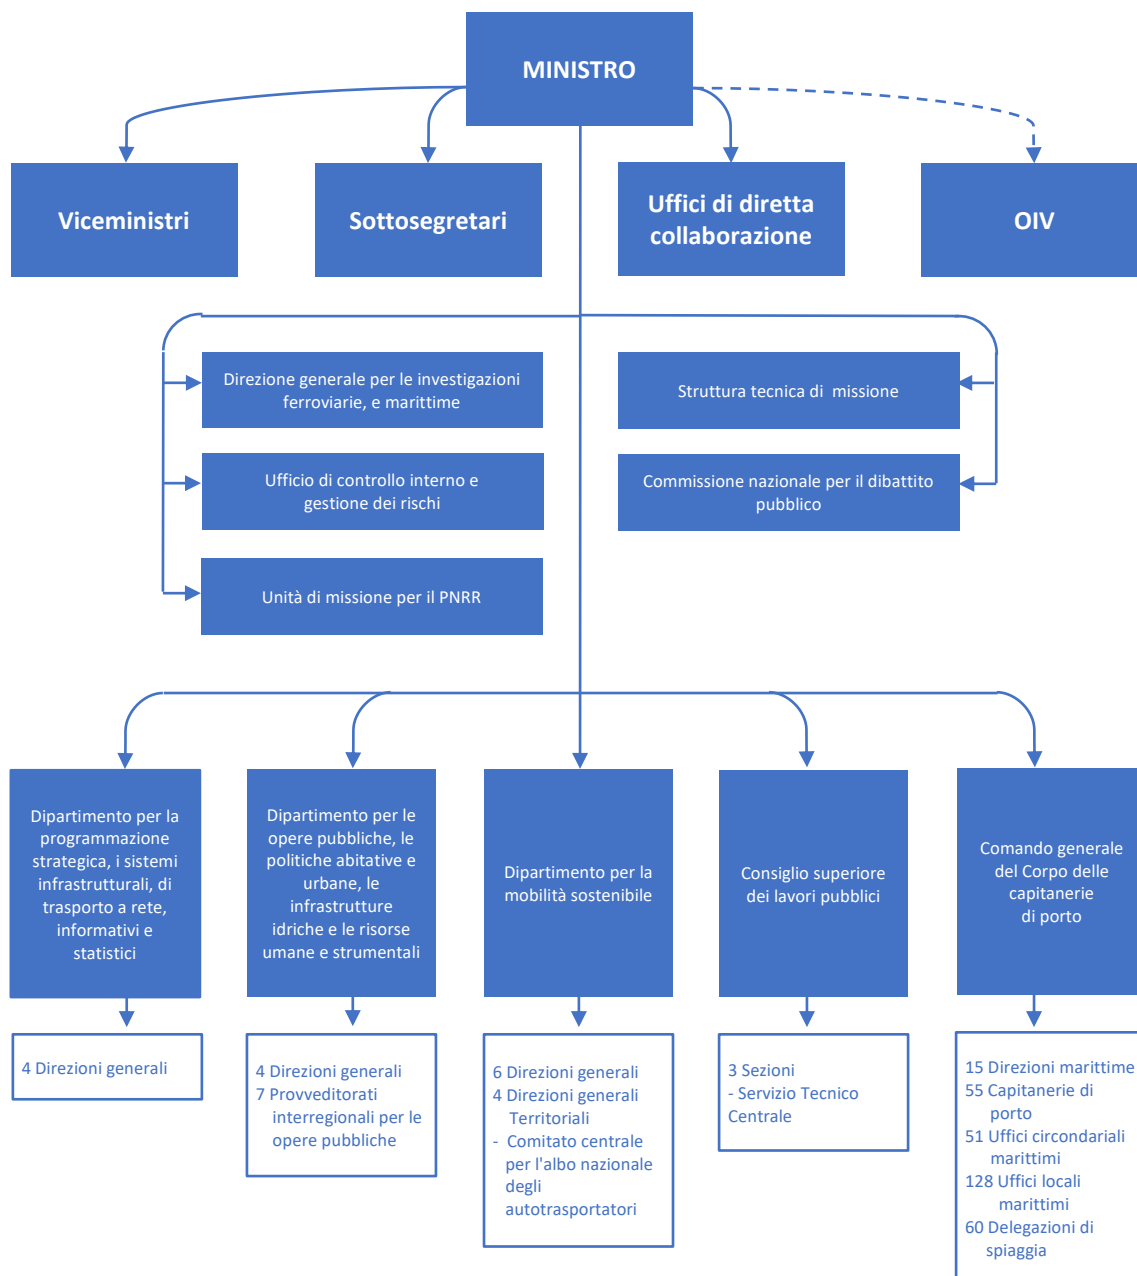 MINISTRO
Viceministri
Sottosegretari
Uffici di diretta
collaborazione
OIV
Direzione generale per le investigazioni
ferroviarie, e marittime
Struttura tecnica di  missione
Ufficio di controllo interno e
gestione dei rischi
Commissione nazionale per il dibattito
pubblico
Unità di missione per il PNRR
Dipartimento per la
programmazione
strategica, i sistemi
infrastrutturali, di
trasporto a rete,
informativi e
statistici
Dipartimento per le
opere pubbliche, le
politiche abitative e
urbane, le
infrastrutture
idriche e le risorse
umane e strumentali
Dipartimento per la
mobilità sostenibile
Consiglio superiore
dei lavori pubblici
Comando generale
del Corpo delle
capitanerie
di porto
4 Direzioni generali
4 Direzioni generali
7 Provveditorati
interregionali per le
opere pubbliche
6 Direzioni generali
4 Direzioni generali
Territoriali
- Comitato centrale
per l'albo nazionale
degli
autotrasportatori
3 Sezioni
- Servizio Tecnico
Centrale
15 Direzioni marittime
55 Capitanerie di
porto
51 Uffici circondariali
marittimi
128 Uffici locali
marittimi
60 Delegazioni di
spiaggia